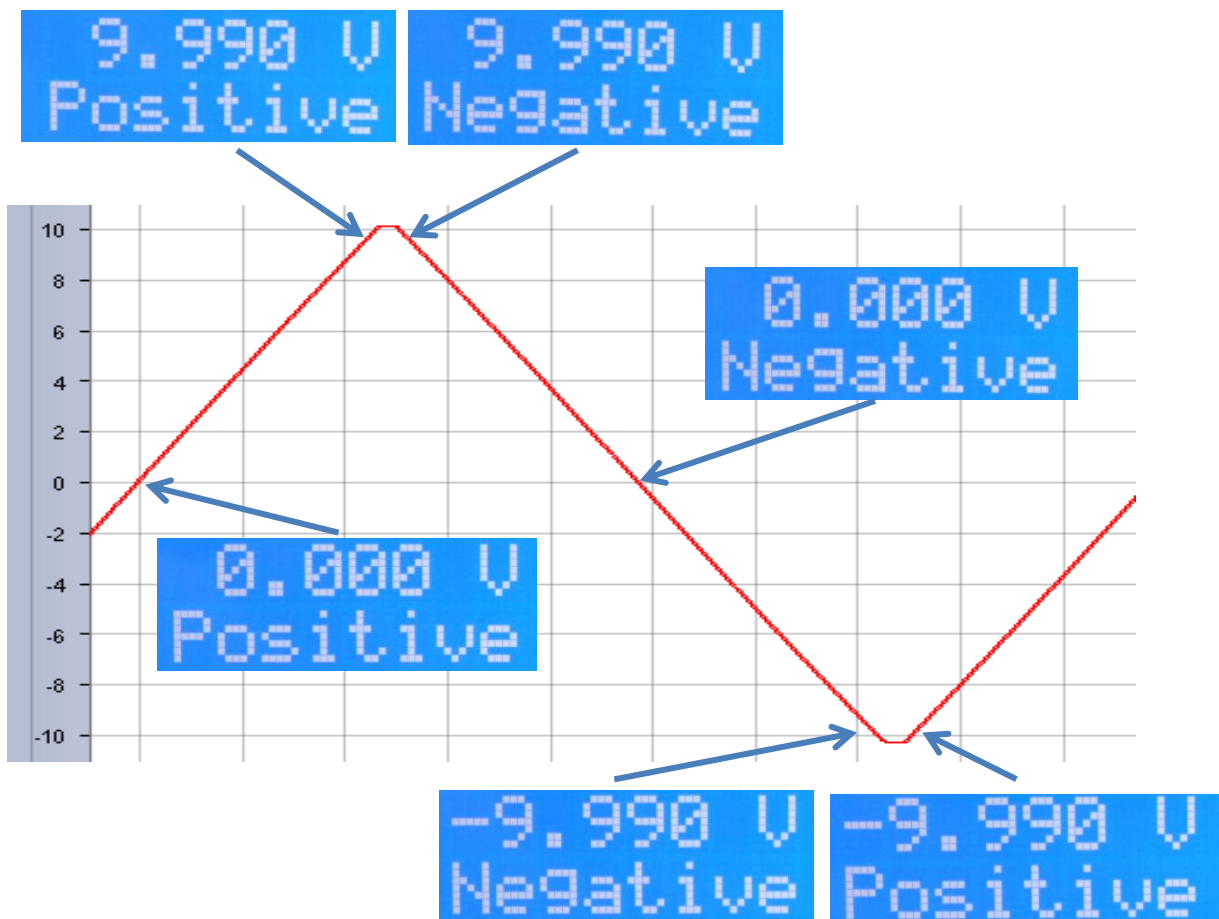 9.990 V
Positive
9.990 V
Negative
10
8
6
4
2
0
-2
-4
-6
-8
-10
0.000 V
Negative
0.000 V
Positive
-9.990 V
Negative
-9.990 V
Positive